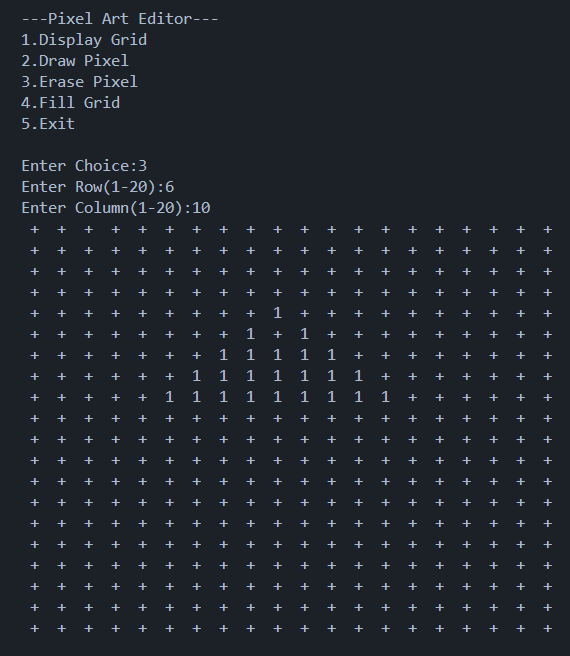 ---Pixel Art Editor---
1.Display Grid
2.Draw Pixel
3.Erase Pixel
4.Fill Grid
5.Exit

Enter Choice:3
Enter Row(1-20):6
Enter Column(1-20):10
 +  +  +  +  +  +  +  +  +  +  +  +  +  +  +  +  +  +  +  +
 +  +  +  +  +  +  +  +  +  +  +  +  +  +  +  +  +  +  +  +
 +  +  +  +  +  +  +  +  +  +  +  +  +  +  +  +  +  +  +  +
 +  +  +  +  +  +  +  +  +  +  +  +  +  +  +  +  +  +  +  +
 +  +  +  +  +  +  +  +  +  1  +  +  +  +  +  +  +  +  +  +
 +  +  +  +  +  +  +  +  1  +  1  +  +  +  +  +  +  +  +  +
 +  +  +  +  +  +  +  1  1  1  1  1  +  +  +  +  +  +  +  +
 +  +  +  +  +  +  1  1  1  1  1  1  1  +  +  +  +  +  +  +
 +  +  +  +  +  1  1  1  1  1  1  1  1  1  +  +  +  +  +  +
 +  +  +  +  +  +  +  +  +  +  +  +  +  +  +  +  +  +  +  +
 +  +  +  +  +  +  +  +  +  +  +  +  +  +  +  +  +  +  +  +
 +  +  +  +  +  +  +  +  +  +  +  +  +  +  +  +  +  +  +  +
 +  +  +  +  +  +  +  +  +  +  +  +  +  +  +  +  +  +  +  +
 +  +  +  +  +  +  +  +  +  +  +  +  +  +  +  +  +  +  +  +
 +  +  +  +  +  +  +  +  +  +  +  +  +  +  +  +  +  +  +  +
 +  +  +  +  +  +  +  +  +  +  +  +  +  +  +  +  +  +  +  +
 +  +  +  +  +  +  +  +  +  +  +  +  +  +  +  +  +  +  +  +
 +  +  +  +  +  +  +  +  +  +  +  +  +  +  +  +  +  +  +  +
 +  +  +  +  +  +  +  +  +  +  +  +  +  +  +  +  +  +  +  +
 +  +  +  +  +  +  +  +  +  +  +  +  +  +  +  +  +  +  +  +